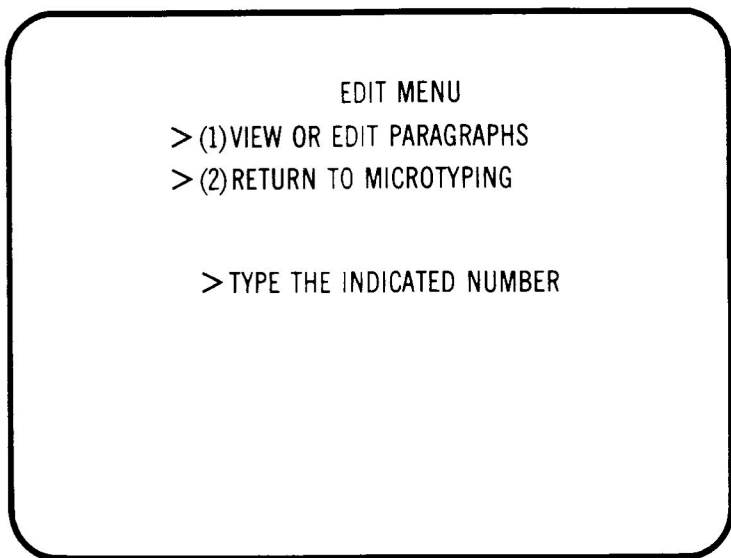 EDIT MENU
> (1) VIEW OR EDIT PARAGRAPHS
> (2) RETURN TO MICROTYPING
> TYPE THE INDICATED NUMBER